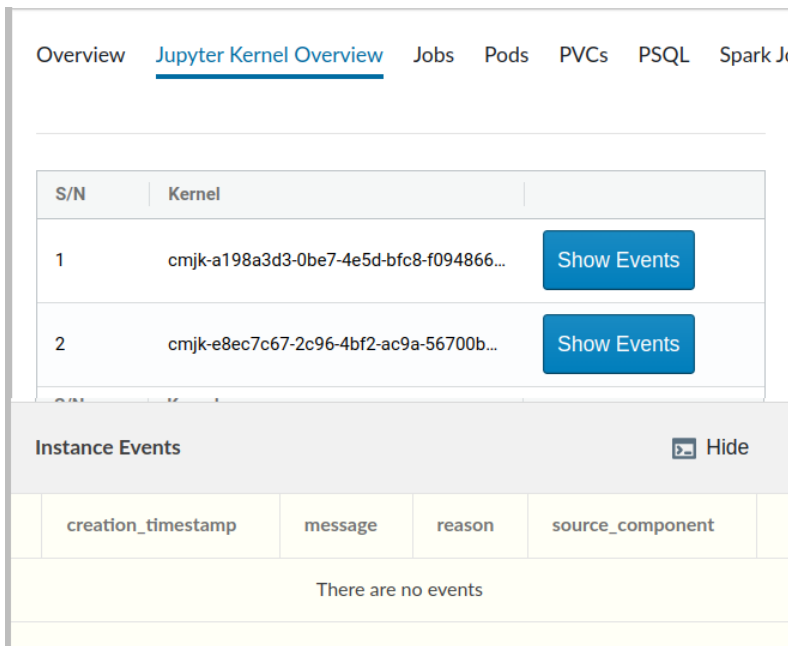 Overview Jupyter Kernel Overview Jobs Pods PVCs PSQL Spark Jo
S/N Kernel
1 cmjk-a198a3d3-0be7-4e5d-bfc8-f094866... Show Events
2 cmjk-e8ec7c67-2c96-4bf2-ac9a-56700b... Show Events
Instance Events Hide
creation_timestamp message reason source_component
There are no events